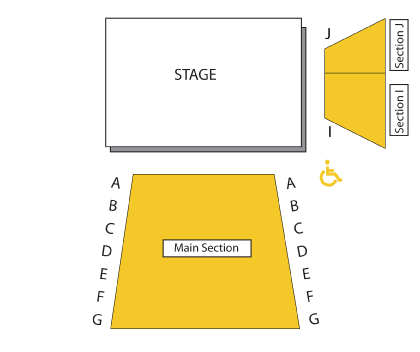 J
Section J
STAGE
Section I
I
A A
B B
C C
Main Section
D D
E E
F F
G G